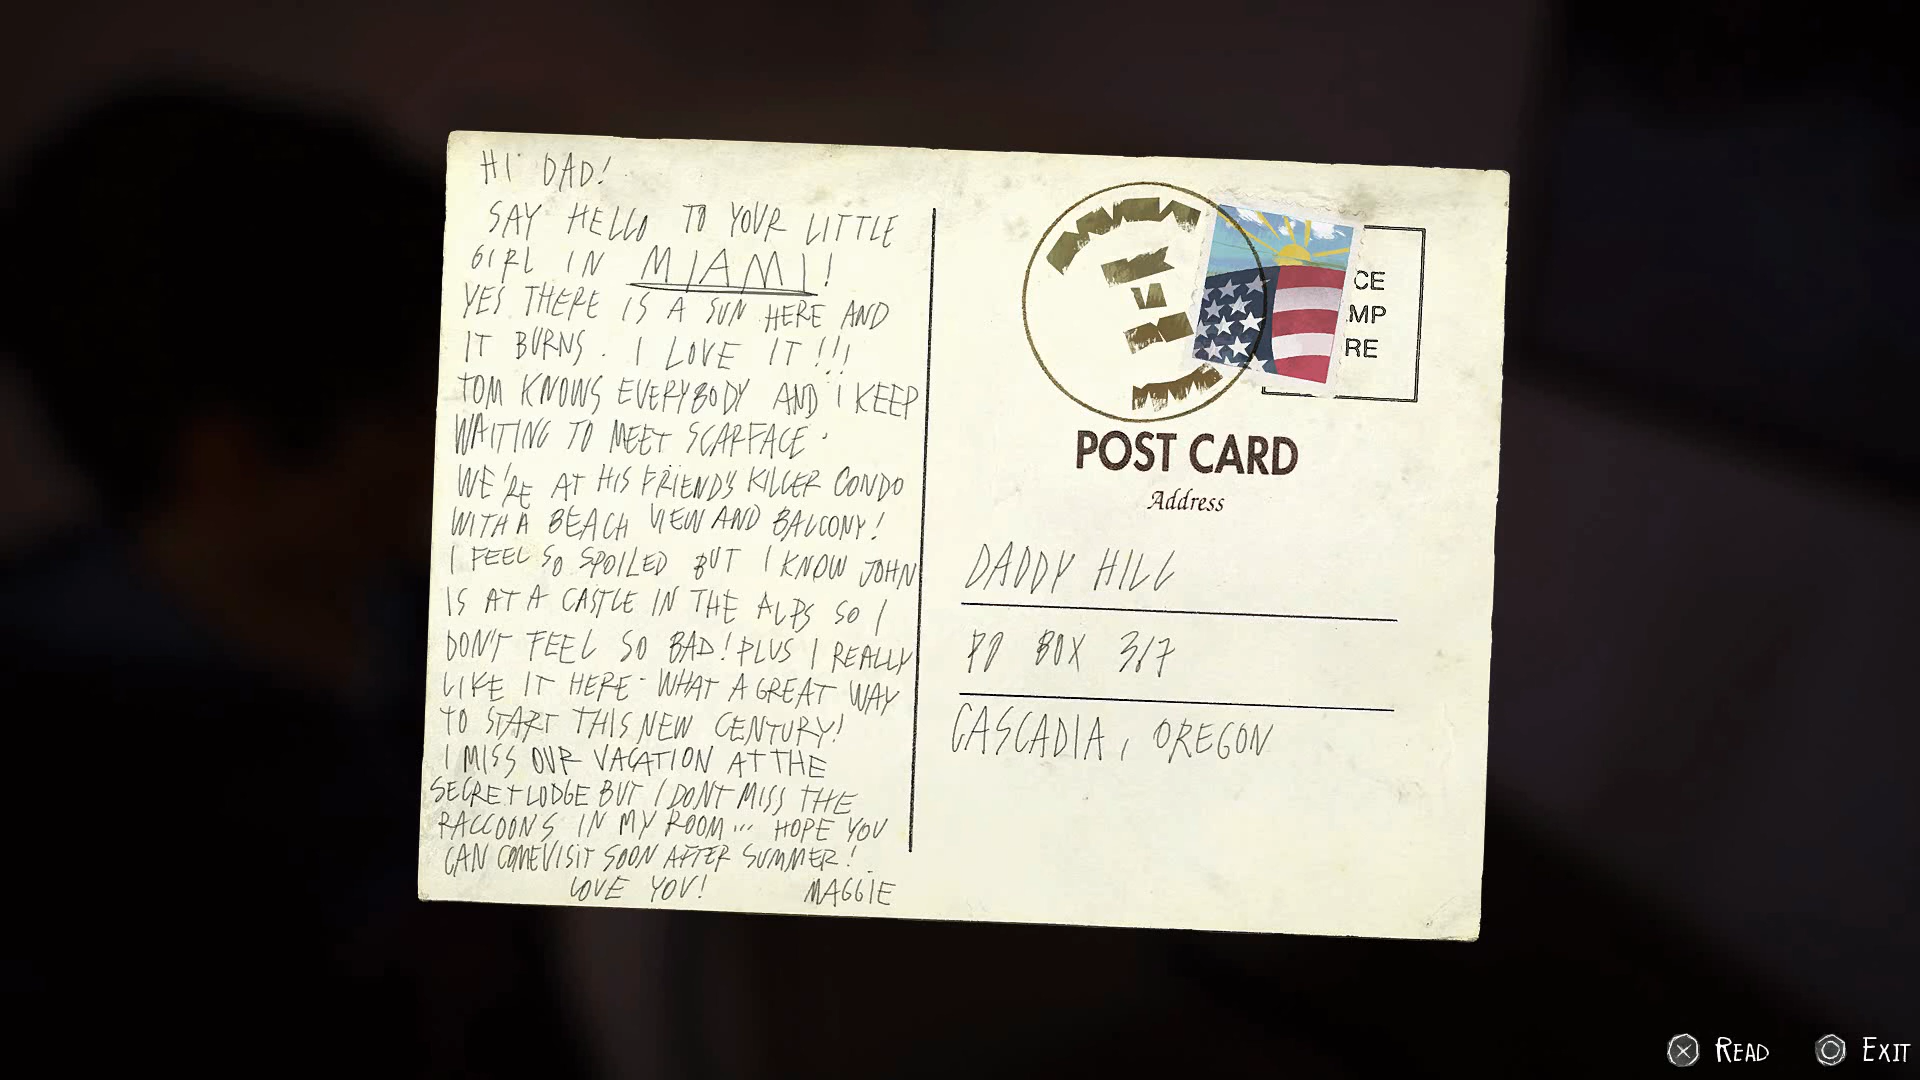 HI DAD!
SAY HELLO TO YOUR LITTLE
GIRL IN MIAMI!
YES THERE IS A SUN HERE AND
IT BURNS. I LOVE IT!!!
TOM KNOWS EVERYBODY AND I KEEP
WAITING TO MEET SCARFACE.
WE'RE AT HIS FRIEND'S KILLER CONDO
WITH A BEACH VIEW AND BALCONY!
I FEEL SO SPOILED BUT I KNOW JOHN
IS AT A CASTLE IN THE ALPS SO I
DON'T FEEL SO BAD! PLUS I REALLY
LIKE IT HERE - WHAT A GREAT WAY
TO START THIS NEW CENTURY!
I MISS OUR VACATION AT THE
SECRET LODGE BUT I DONT MISS THE
RACCOONS IN MY ROOM... HOPE YOU
CAN COME VISIT SOON AFTER SUMMER!
LOVE YOU! MAGGIE
CE
MP
RE
POST CARD
Address
DADDY HILL
PO BOX 317
CASCADIA, OREGON
READ
EXIT